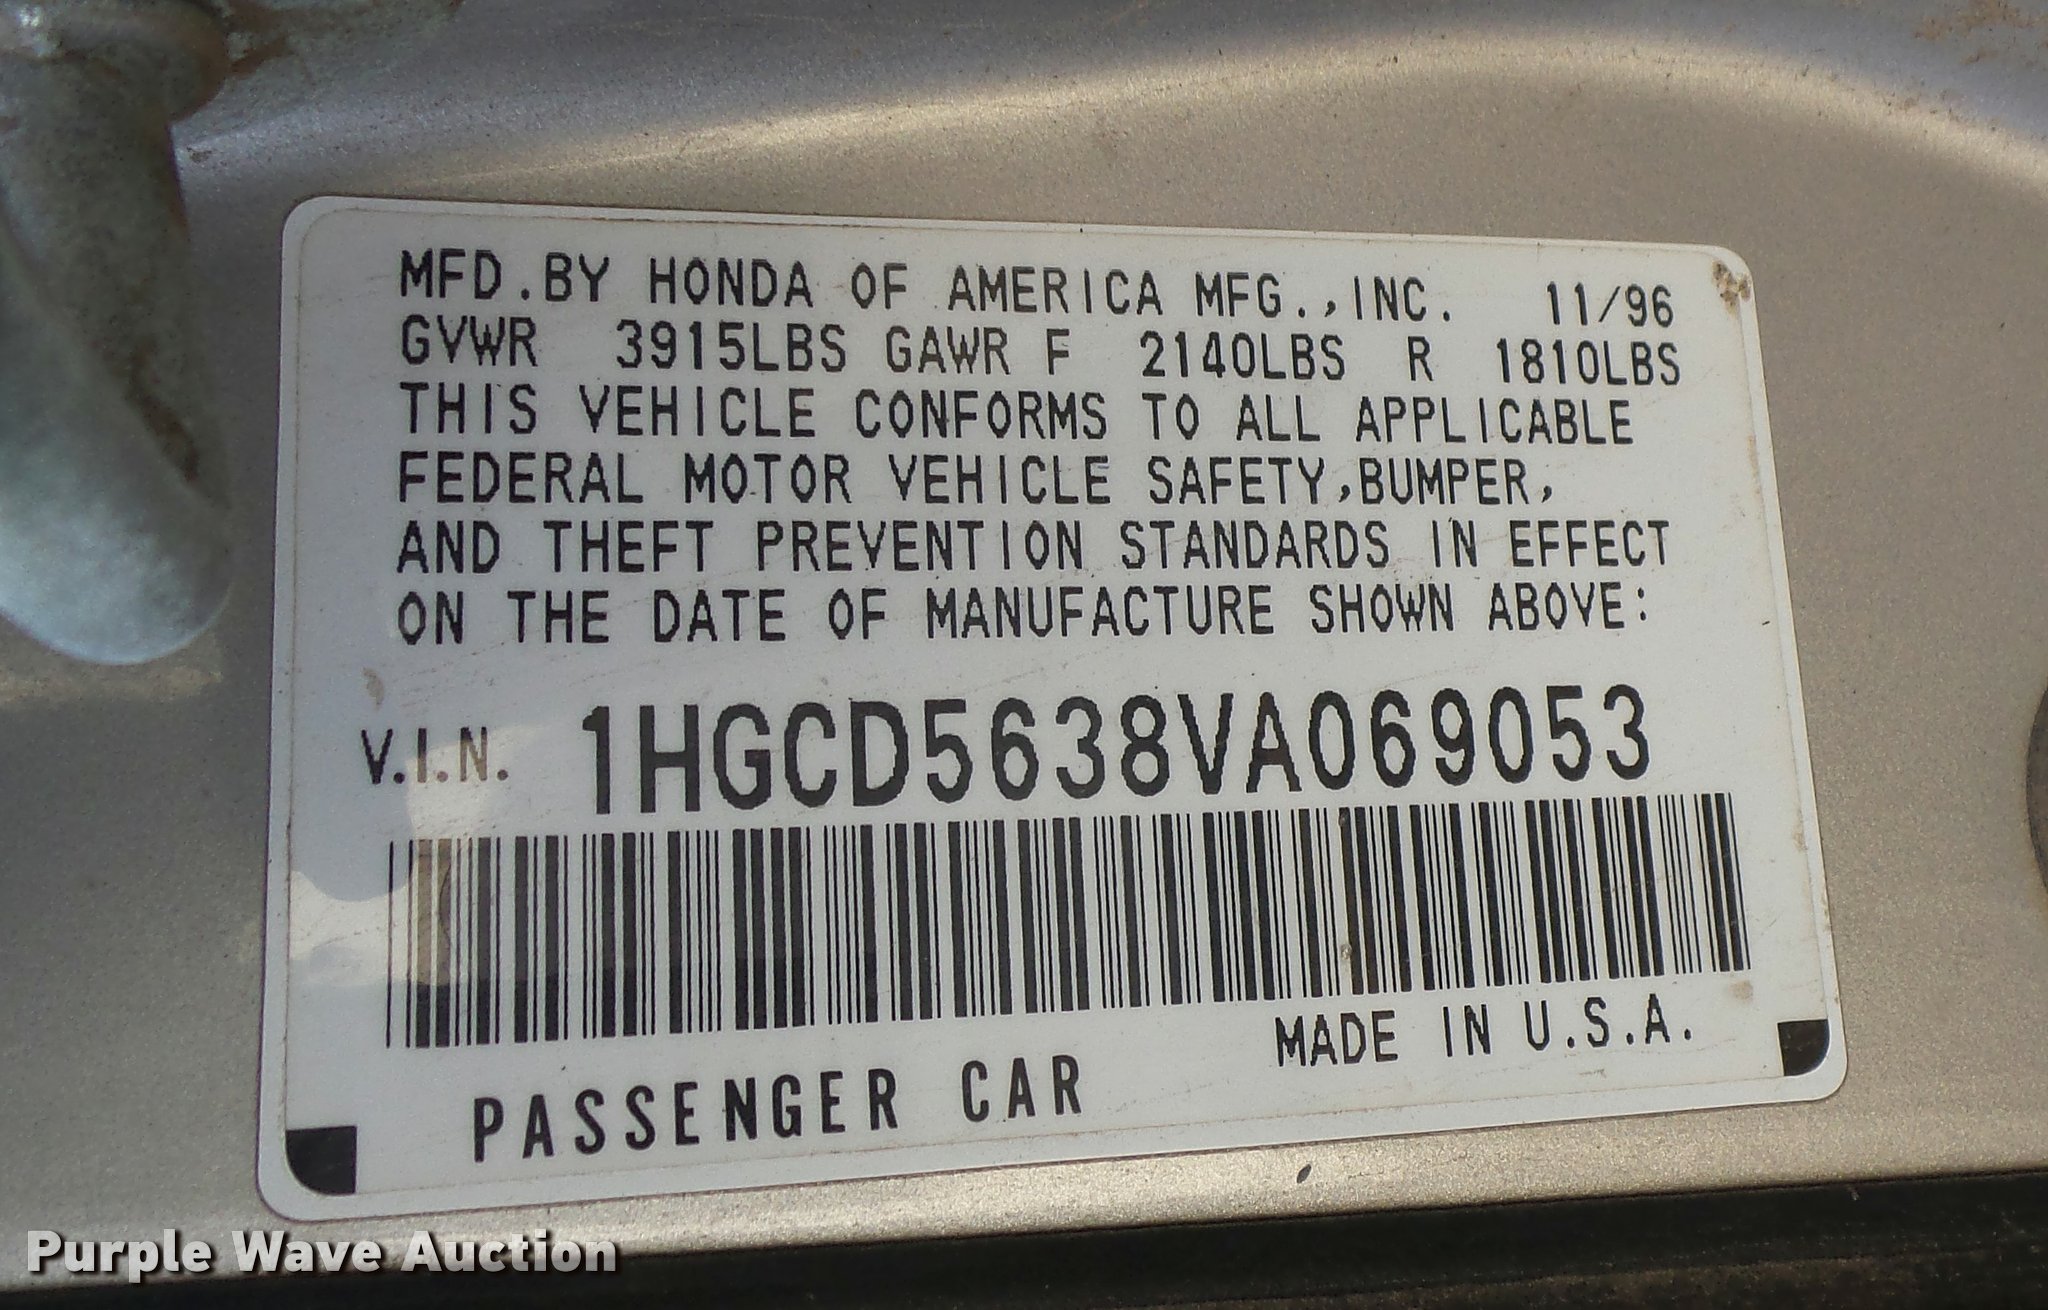 MFD.BY HONDA OF AMERICA MFG.,INC. 11/96
GVWR 3915LBS GAWR F 2140LBS R 1810LBS
THIS VEHICLE CONFORMS TO ALL APPLICABLE
FEDERAL MOTOR VEHICLE SAFETY,BUMPER,
AND THEFT PREVENTION STANDARDS IN EFFECT
ON THE DATE OF MANUFACTURE SHOWN ABOVE:
V.I.N. 1HGCD5638VA069053
MADE IN U.S.A.
PASSENGER CAR
Purple Wave Auction